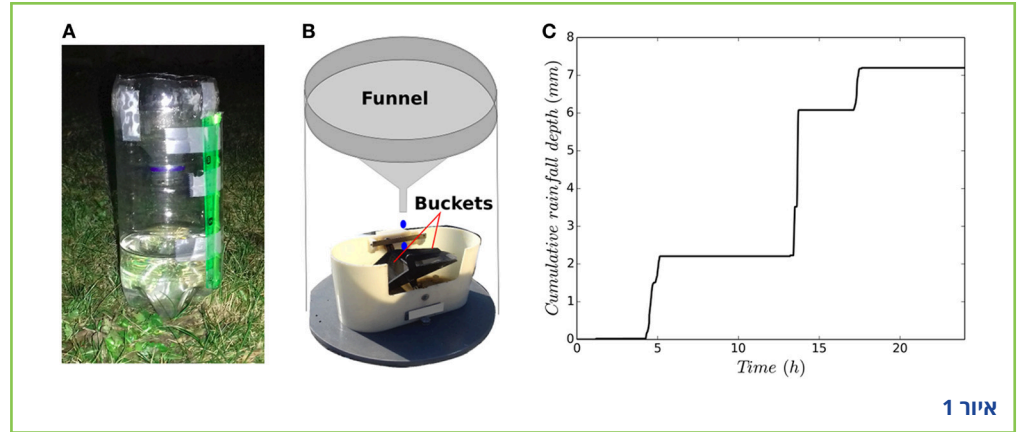 A
B
C
Funnel
Buckets
Cumulative rainfall depth (mm)
8
7
6
5
4
3
2
1
0
0 5 10 15 20
Time (h)
איור 1